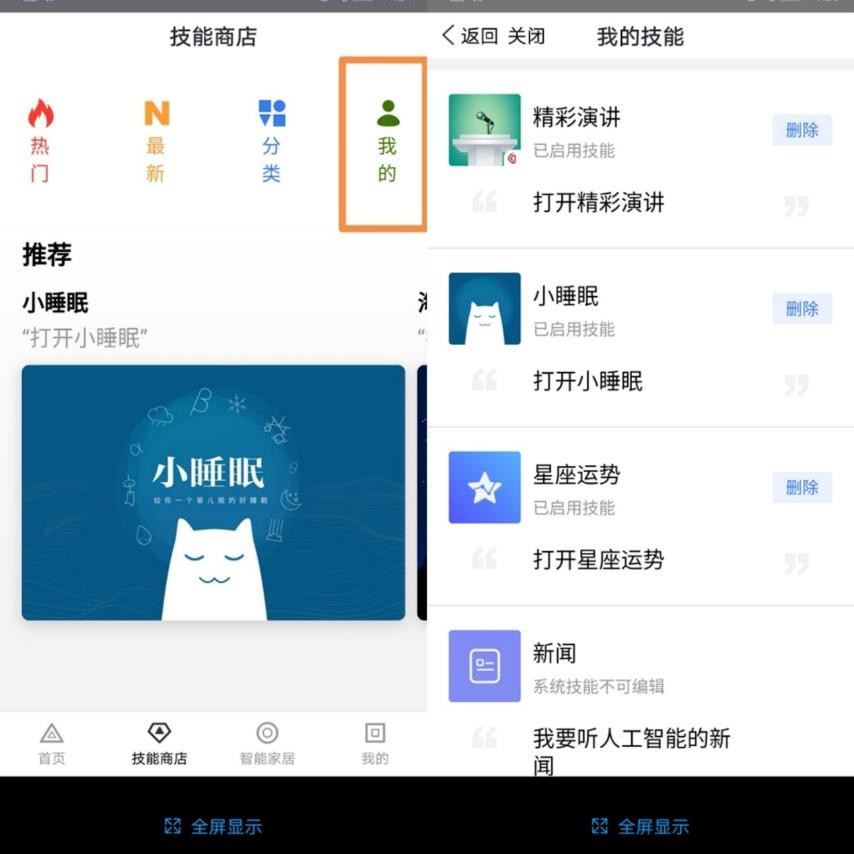 技能商店
热门
最新
分类
我的
推荐
小睡眠
“打开小睡眠”
小睡眠
给你一个婴儿般的好睡眠
首页
技能商店
智能家居
我的
全屏显示
返回 关闭
我的技能
精彩演讲
已启用技能
删除
打开精彩演讲
小睡眠
已启用技能
删除
打开小睡眠
星座运势
已启用技能
删除
打开星座运势
新闻
系统技能不可编辑
我要听人工智能的新
闻
全屏显示